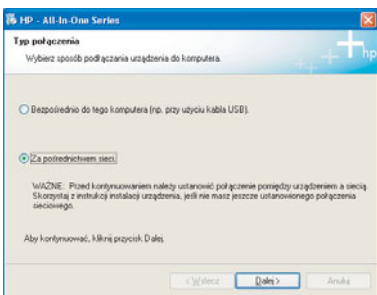 HP - All-In-One Series
Typ połączenia
Wybierz sposób podłączania urządzenia do komputera.
hp
Bezpośrednio do tego komputera (np. przy użyciu kabla USB).
Za pośrednictwem sieci.
WAŻNE: Przed kontynuowaniem należy ustanowić połączenie pomiędzy urządzeniem a siecią.
Skorzystaj z instrukcji instalacji urządzenia, jeśli nie masz jeszcze ustanowionego połączenia
sieciowego.
Aby kontynuować, kliknij przycisk Dalej.
< Wstecz Dalej > Anuluj